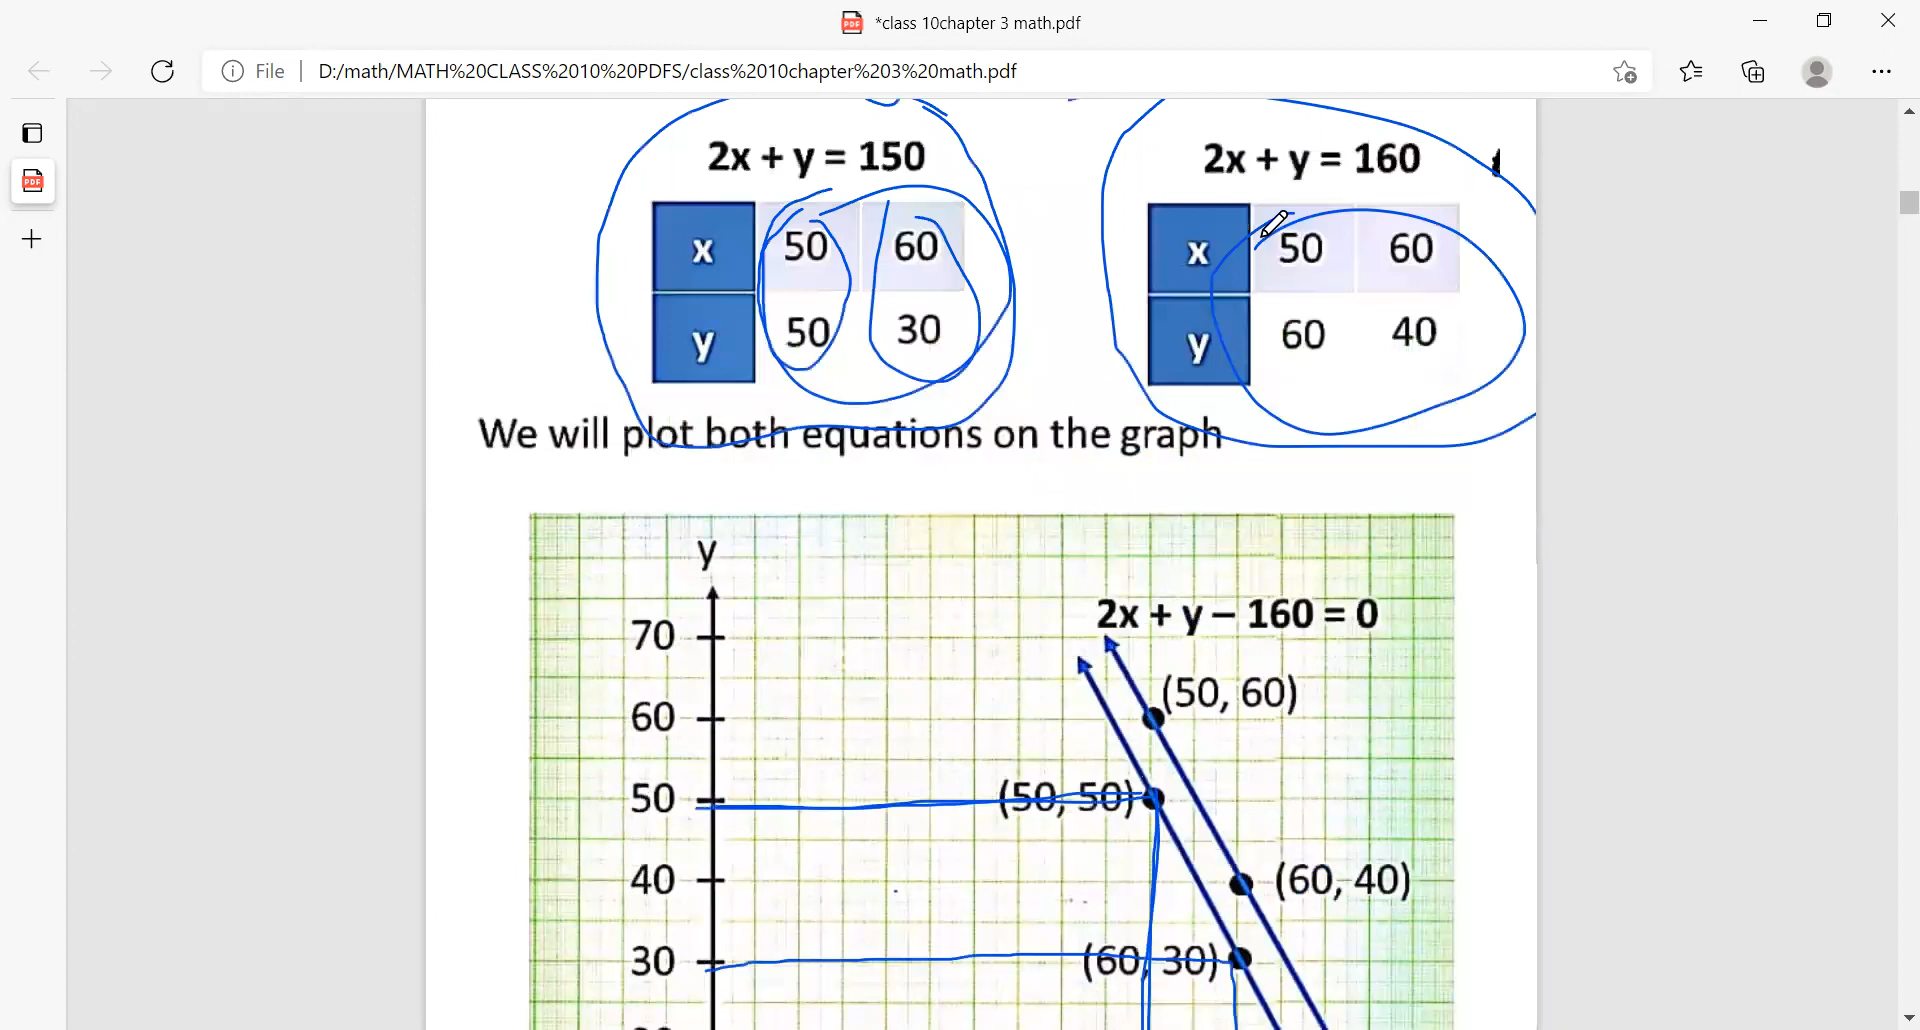 *class 10chapter 3 math.pdf
File | D:/math/MATH%20CLASS%2010%20PDFS/class%2010chapter%203%20math.pdf
2x + y = 150
x 50 60
y 50 30
2x + y = 160
x 50 60
y 60 40
We will plot both equations on the graph
y
2x + y – 160 = 0
70
(50, 60)
60
50
(50, 50)
40
(60, 40)
30
(60, 30)